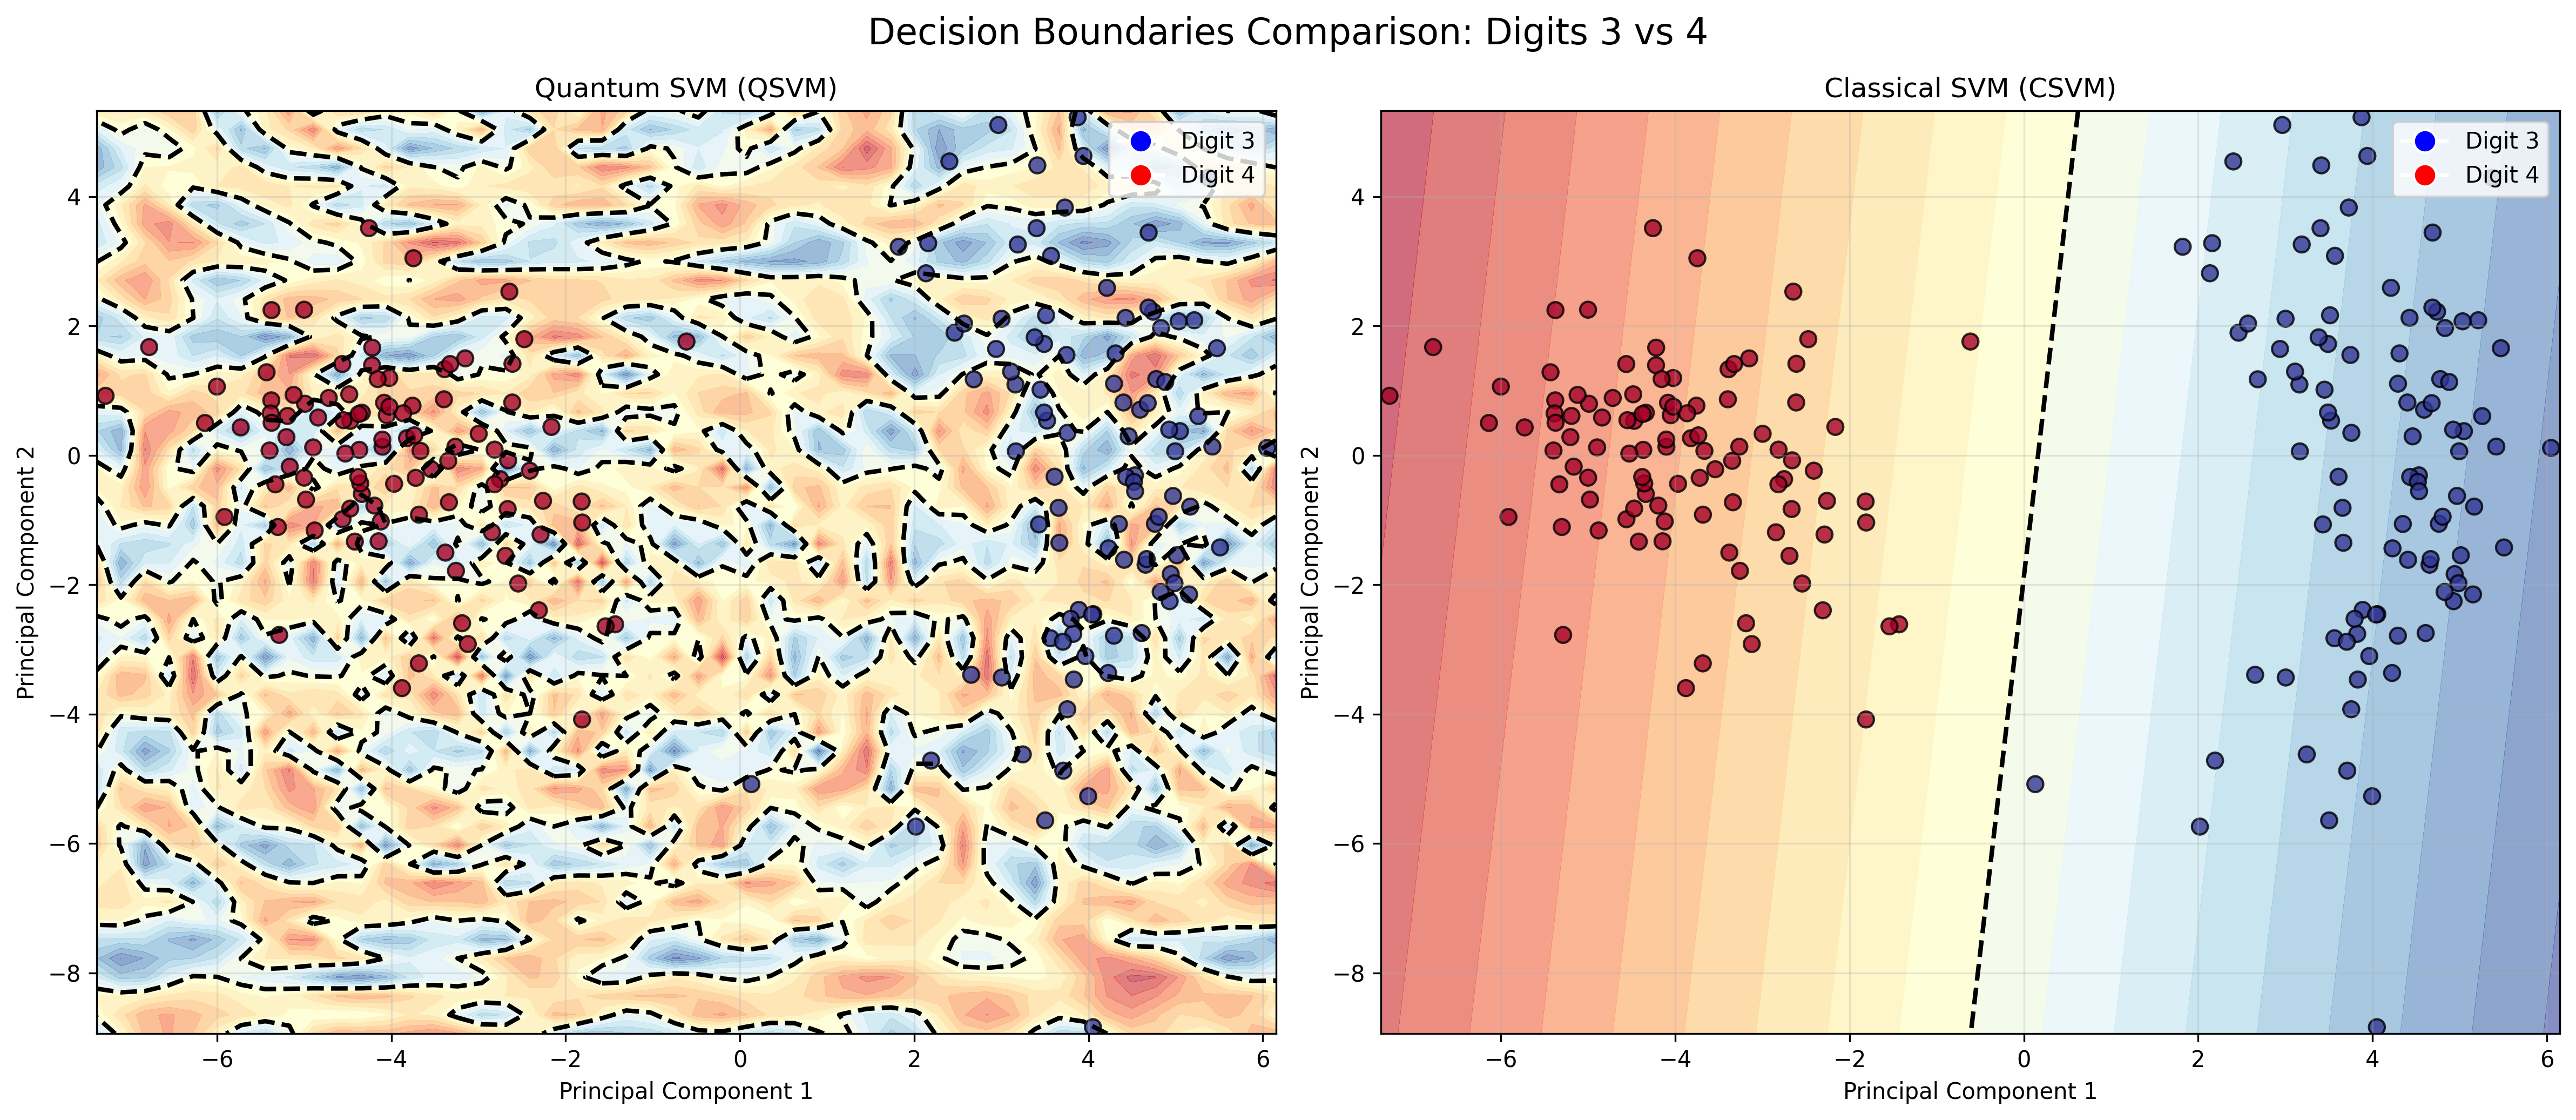 Decision Boundaries Comparison: Digits 3 vs 4
Quantum SVM (QSVM)
Digit 3
Digit 4
4
2
0
−2
−4
−6
−8
Principal Component 2
−6 −4 −2 0 2 4 6
Principal Component 1
Classical SVM (CSVM)
Digit 3
Digit 4
4
2
0
−2
−4
−6
−8
Principal Component 2
−6 −4 −2 0 2 4 6
Principal Component 1